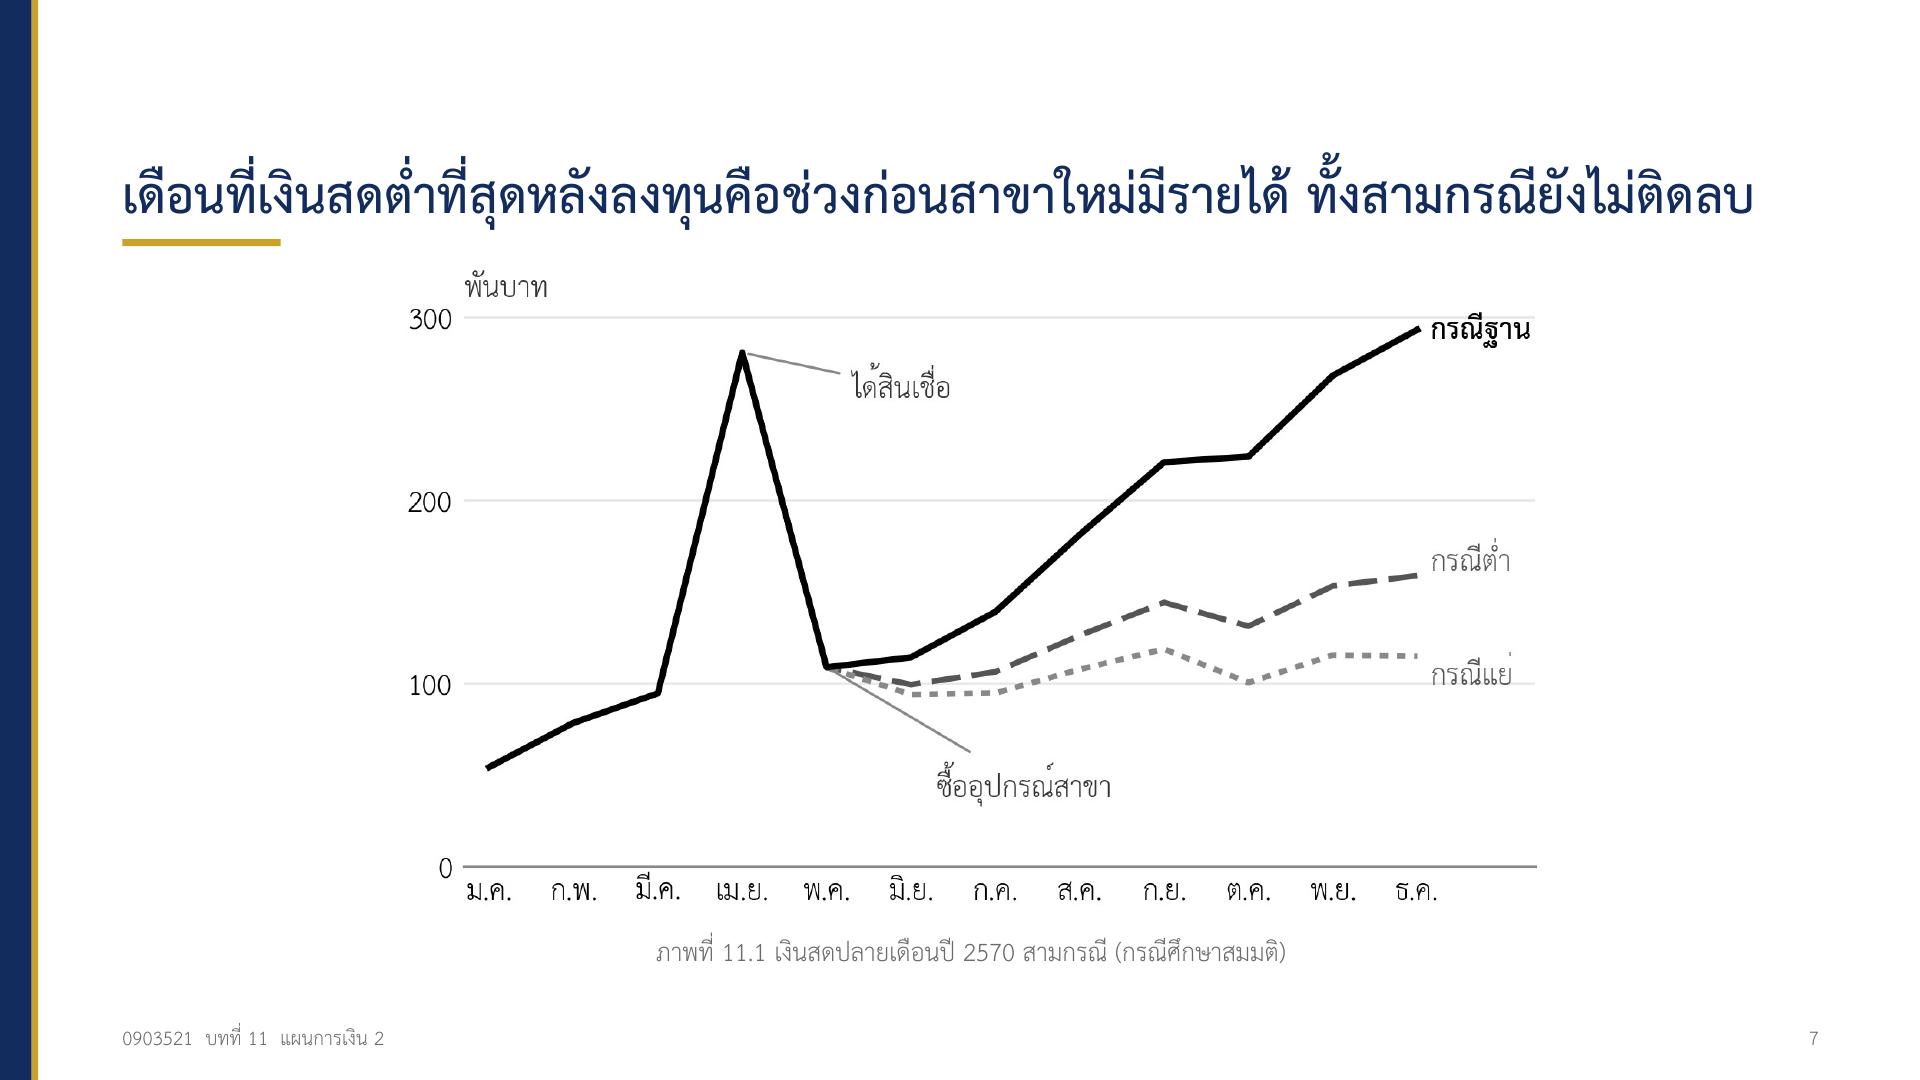 เดือนที่เงินสดต่ำที่สุดหลังลงทุนคือช่วงก่อนสาขาใหม่มีรายได้ ทั้งสามกรณียังไม่ติดลบ
พันบาท
300
กรณีฐาน
ได้สินเชื่อ
200
กรณีต่ำ
กรณีแย่
100
ซื้ออุปกรณ์สาขา
0
ม.ค. ก.พ. มี.ค. เม.ย. พ.ค. มิ.ย. ก.ค. ส.ค. ก.ย. ต.ค. พ.ย. ธ.ค.
ภาพที่ 11.1 เงินสดปลายเดือนปี 2570 สามกรณี (กรณีศึกษาสมมติ)
0903521 บทที่ 11 แผนการเงิน 2
7